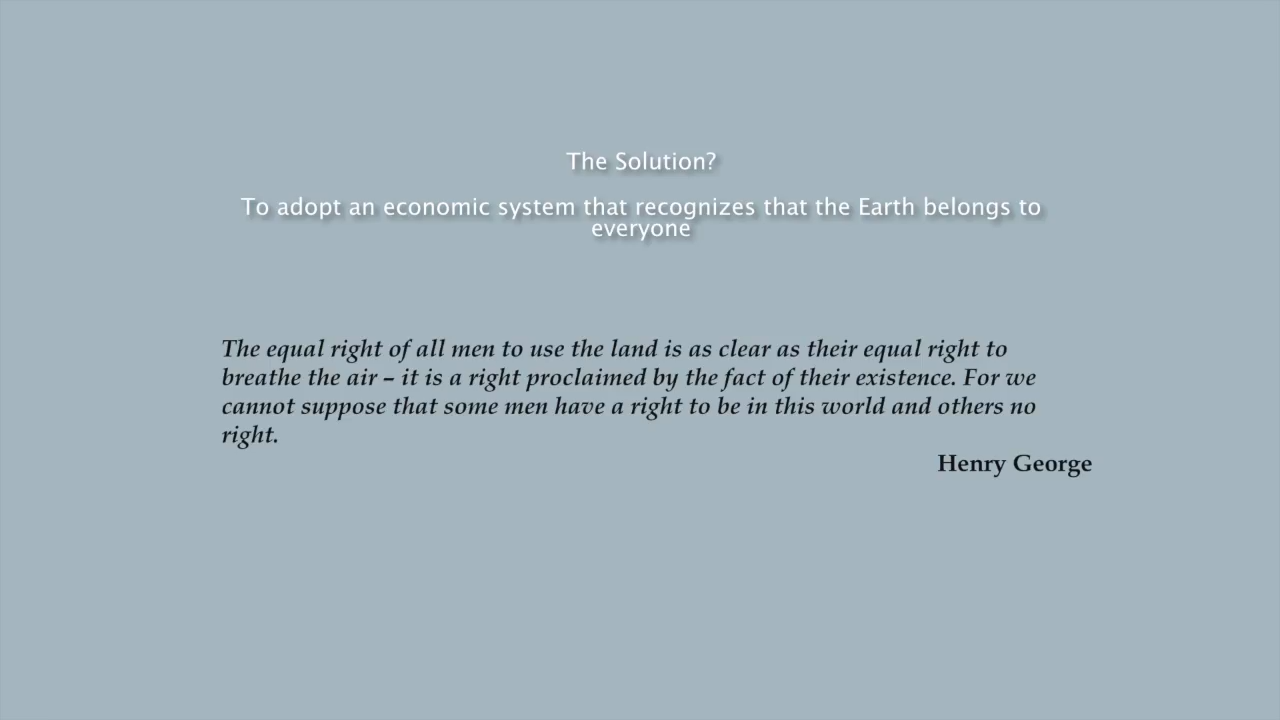 The Solution?
To adopt an economic system that recognizes that the Earth belongs to
everyone
The equal right of all men to use the land is as clear as their equal right to
breathe the air – it is a right proclaimed by the fact of their existence. For we
cannot suppose that some men have a right to be in this world and others no
right.
Henry George